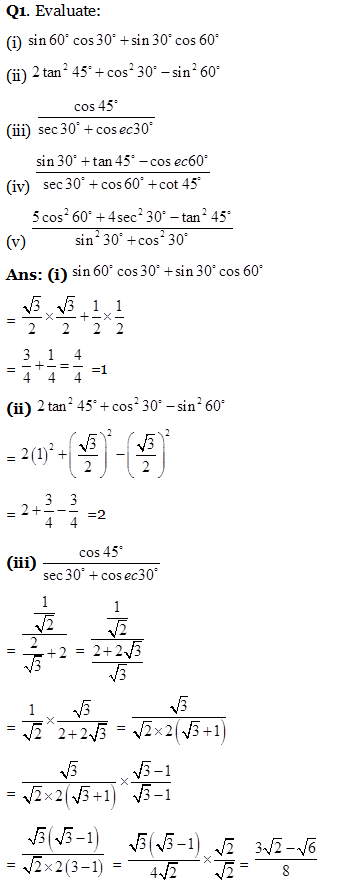 Q1. Evaluate:
(i) sin 60° cos 30° + sin 30° cos 60°
(ii) 2 tan² 45° + cos² 30° − sin² 60°
(iii) cos 45° / (sec 30° + cos ec30°)
(iv) (sin 30° + tan 45° − cos ec60°) / (sec 30° + cos 60° + cot 45°)
(v) (5 cos² 60° + 4 sec² 30° − tan² 45°) / (sin² 30° + cos² 30°)
Ans: (i) sin 60° cos 30° + sin 30° cos 60°
= √3/2 × √3/2 + 1/2 × 1/2
= 3/4 + 1/4 = 4/4 =1
(ii) 2 tan² 45° + cos² 30° − sin² 60°
= 2(1)² + (√3/2)² − (√3/2)²
= 2 + 3/4 − 3/4 =2
(iii) cos 45° / (sec 30° + cos ec30°)
= (1/√2) / (2/√3 + 2) = (1/√2) / ((2 + 2√3)/√3)
= 1/√2 × √3/(2 + 2√3) = √3/(√2 × 2(√3 + 1))
= √3/(√2 × 2(√3 + 1)) × (√3 − 1)/(√3 − 1)
= √3(√3 − 1)/(√2 × 2(3 − 1)) = √3(√3 − 1)/(4√2) × √2/√2 = (3√2 − √6)/8